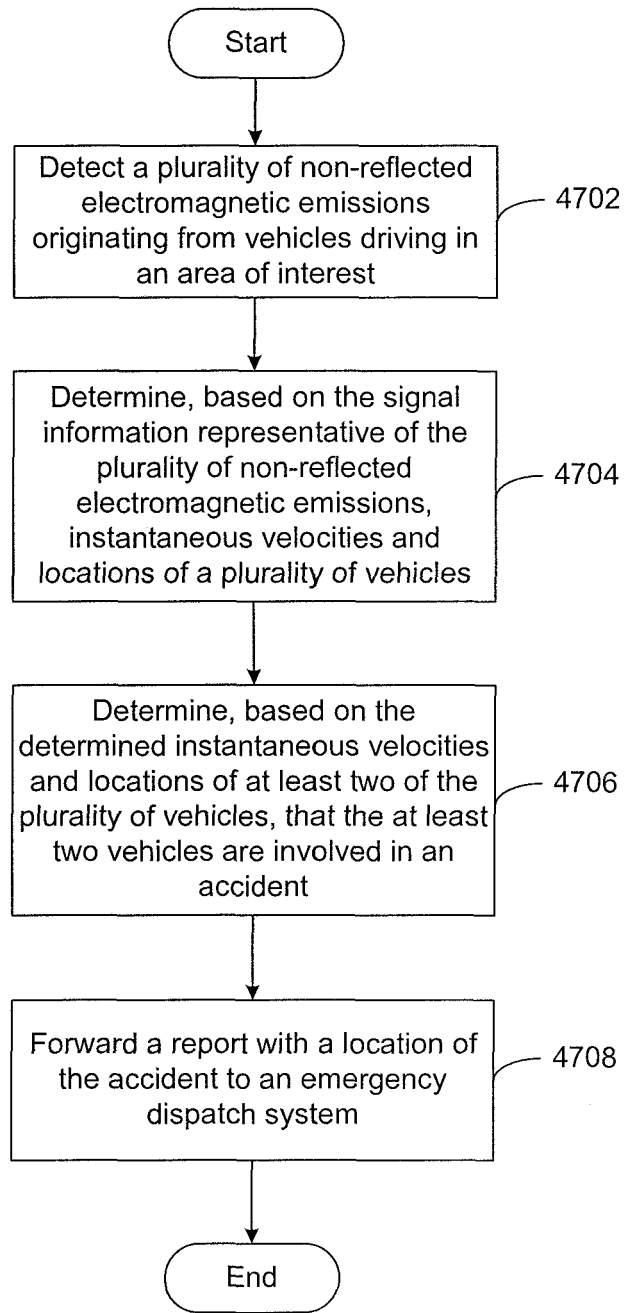 Start
Detect a plurality of non-reflected
electromagnetic emissions
originating from vehicles driving in
an area of interest
4702
Determine, based on the signal
information representative of the
plurality of non-reflected
electromagnetic emissions,
instantaneous velocities and
locations of a plurality of vehicles
4704
Determine, based on the
determined instantaneous velocities
and locations of at least two of the
plurality of vehicles, that the at least
two vehicles are involved in an
accident
4706
Forward a report with a location of
the accident to an emergency
dispatch system
4708
End